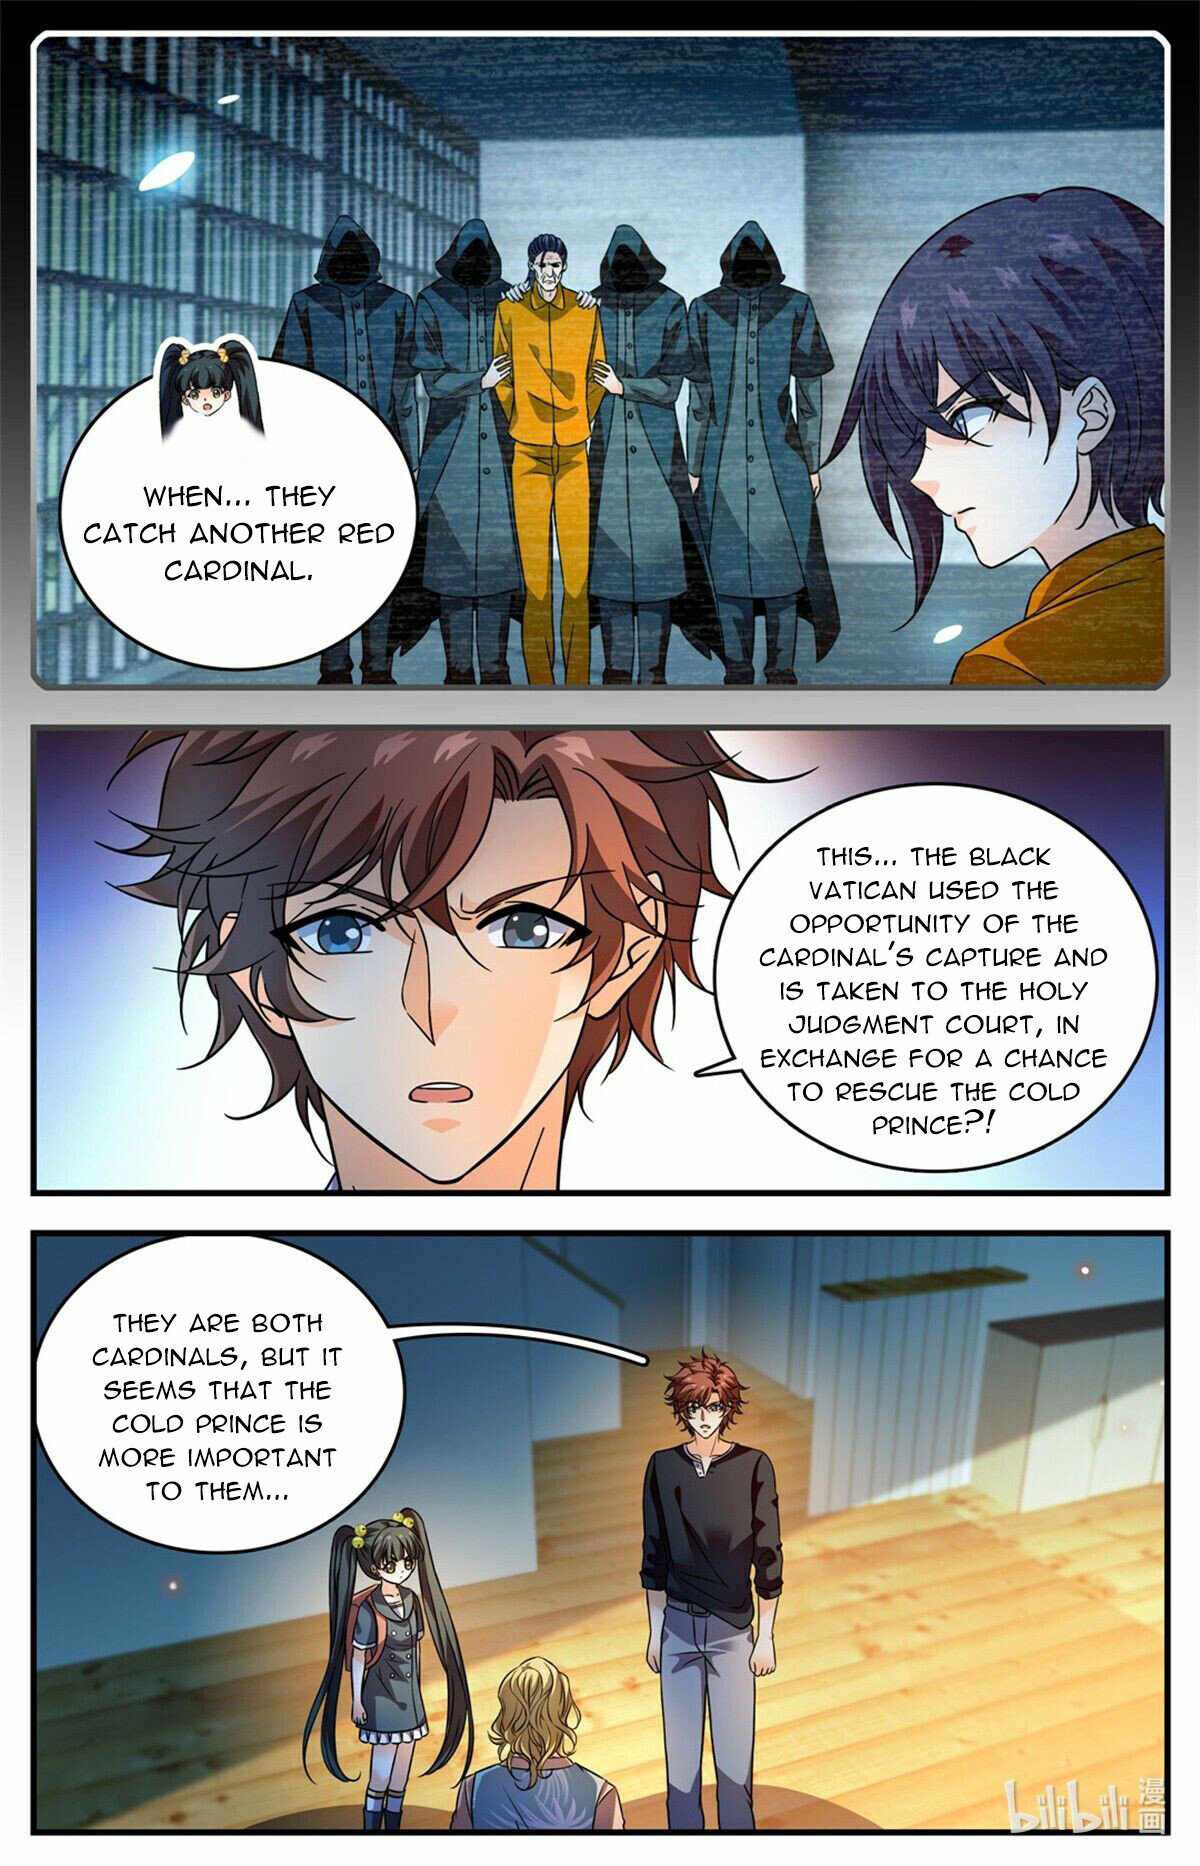 WHEN... THEY
CATCH ANOTHER RED
CARDINAL.
THIS... THE BLACK
VATICAN USED THE
OPPORTUNITY OF THE
CARDINAL'S CAPTURE AND
IS TAKEN TO THE HOLY
JUDGMENT COURT, IN
EXCHANGE FOR A CHANCE
TO RESCUE THE COLD
PRINCE?!
THEY ARE BOTH
CARDINALS, BUT IT
SEEMS THAT THE
COLD PRINCE IS
MORE IMPORTANT
TO THEM...
bilibili 漫画